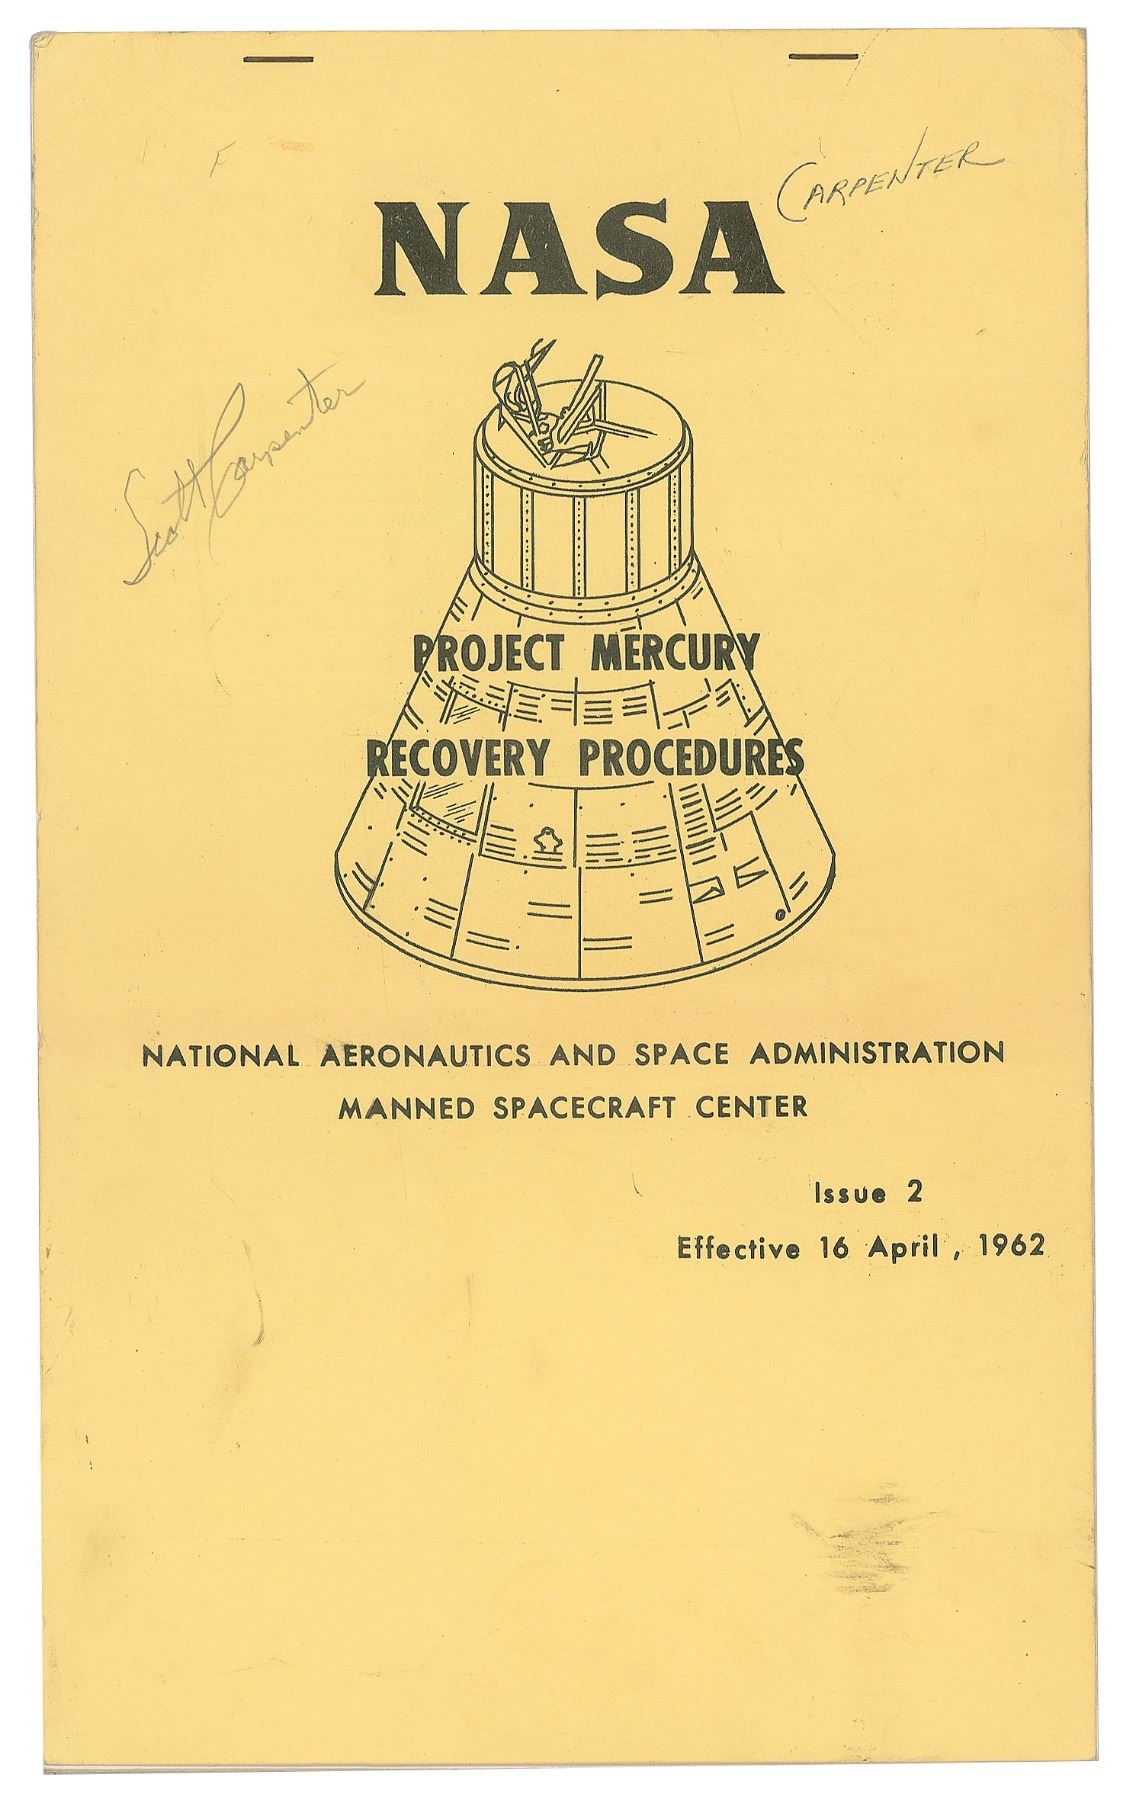 F
CARPENTER
NASA
Scott Carpenter
PROJECT MERCURY
RECOVERY PROCEDURES
NATIONAL AERONAUTICS AND SPACE ADMINISTRATION
MANNED SPACECRAFT CENTER
Issue 2
Effective 16 April, 1962